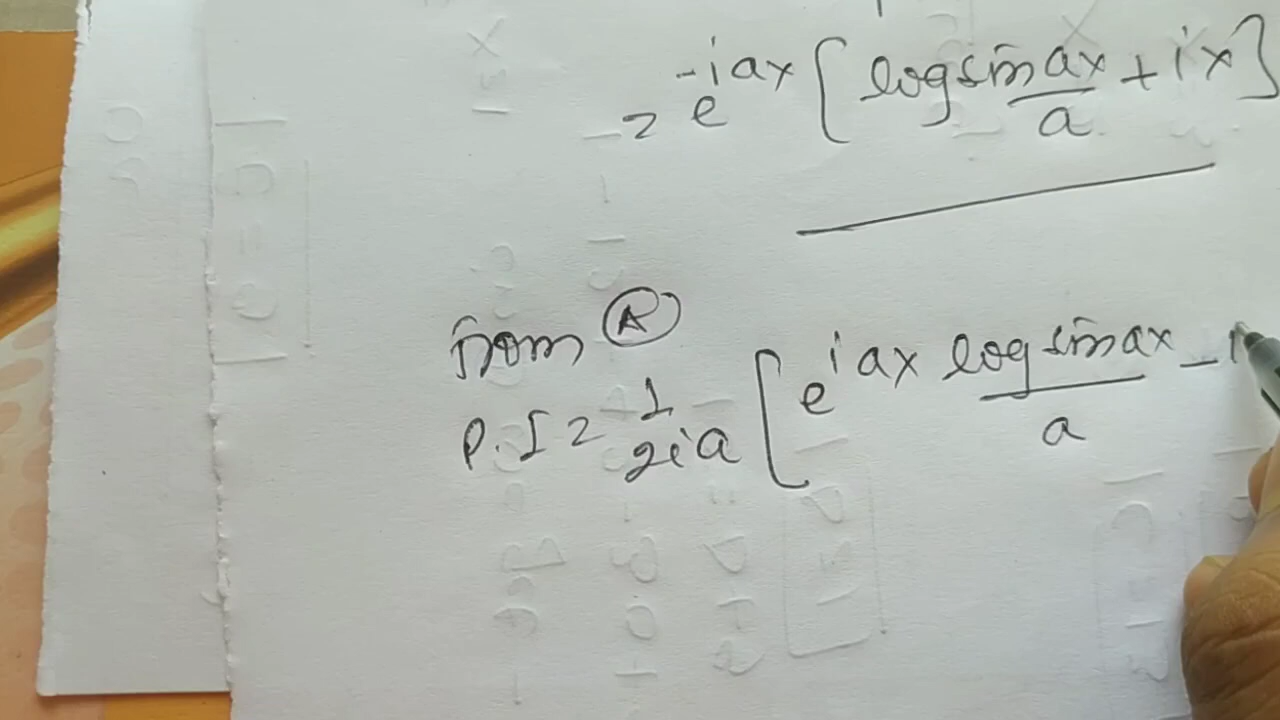 = e^{-iax} [ log sin ax / a + ix ]
from (A)
P.I = 1/2ia [ e^{iax} log sin ax / a - i